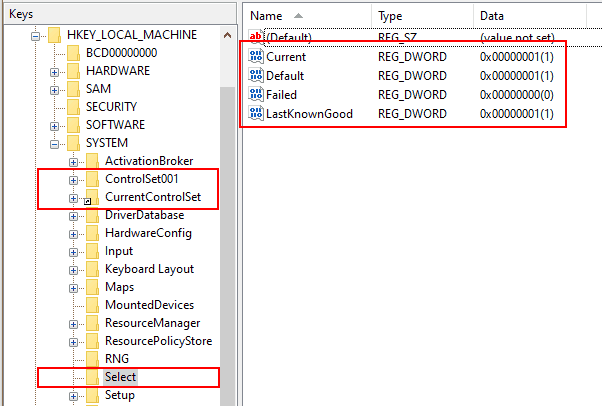 Keys
HKEY_LOCAL_MACHINE
BCD00000000
HARDWARE
SAM
SECURITY
SOFTWARE
SYSTEM
ActivationBroker
ControlSet001
CurrentControlSet
DriverDatabase
HardwareConfig
Input
Keyboard Layout
Maps
MountedDevices
ResourceManager
ResourcePolicyStore
RNG
Select
Setup
Name Type Data
ab (Default) REG_SZ (value not set)
Current REG_DWORD 0x00000001(1)
Default REG_DWORD 0x00000001(1)
Failed REG_DWORD 0x00000000(0)
LastKnownGood REG_DWORD 0x00000001(1)